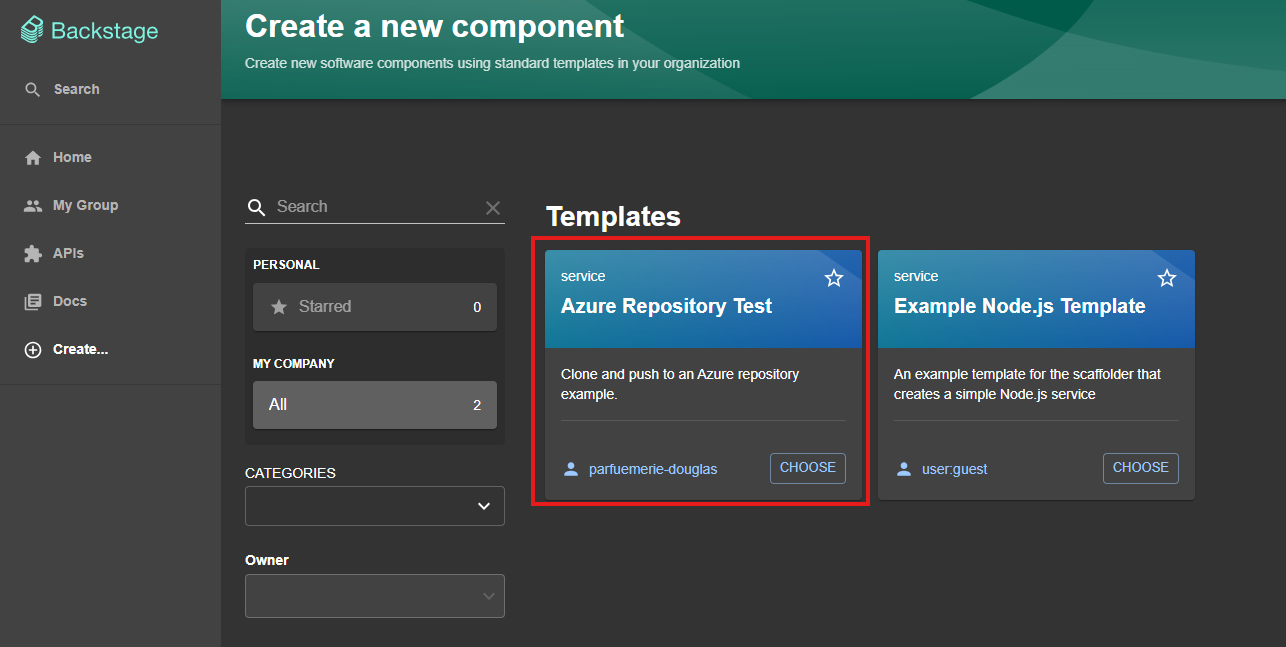 Backstage
Search
Home
My Group
APIs
Docs
Create...
Create a new component
Create new software components using standard templates in your organization
Search
PERSONAL
Starred 0
MY COMPANY
All 2
CATEGORIES
Owner
Templates
service
Azure Repository Test
Clone and push to an Azure repository
example.
parfuemerie-douglas CHOOSE
service
Example Node.js Template
An example template for the scaffolder that
creates a simple Node.js service
user:guest CHOOSE